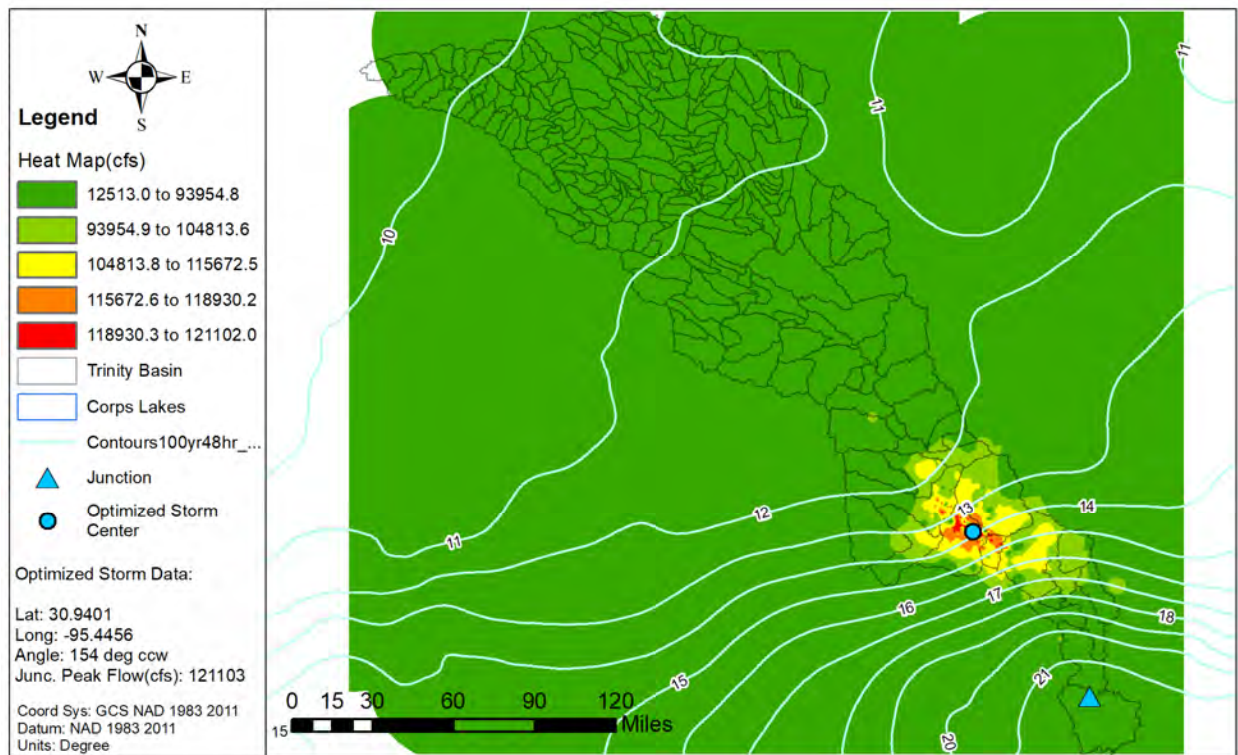 N
W E
S
Legend
Heat Map(cfs)
12513.0 to 93954.8
93954.9 to 104813.6
104813.8 to 115672.5
115672.6 to 118930.2
118930.3 to 121102.0
Trinity Basin
Corps Lakes
Contours100yr48hr_...
Junction
Optimized Storm
Center
Optimized Storm Data:
Lat: 30.9401
Long: -95.4456
Angle: 154 deg ccw
Junc. Peak Flow(cfs): 121103
Coord Sys: GCS NAD 1983 2011
Datum: NAD 1983 2011
Units: Degree
11
11
10
11
12
13
14
16
17
18
15
21
20
15
0 15 30 60 90 120
Miles